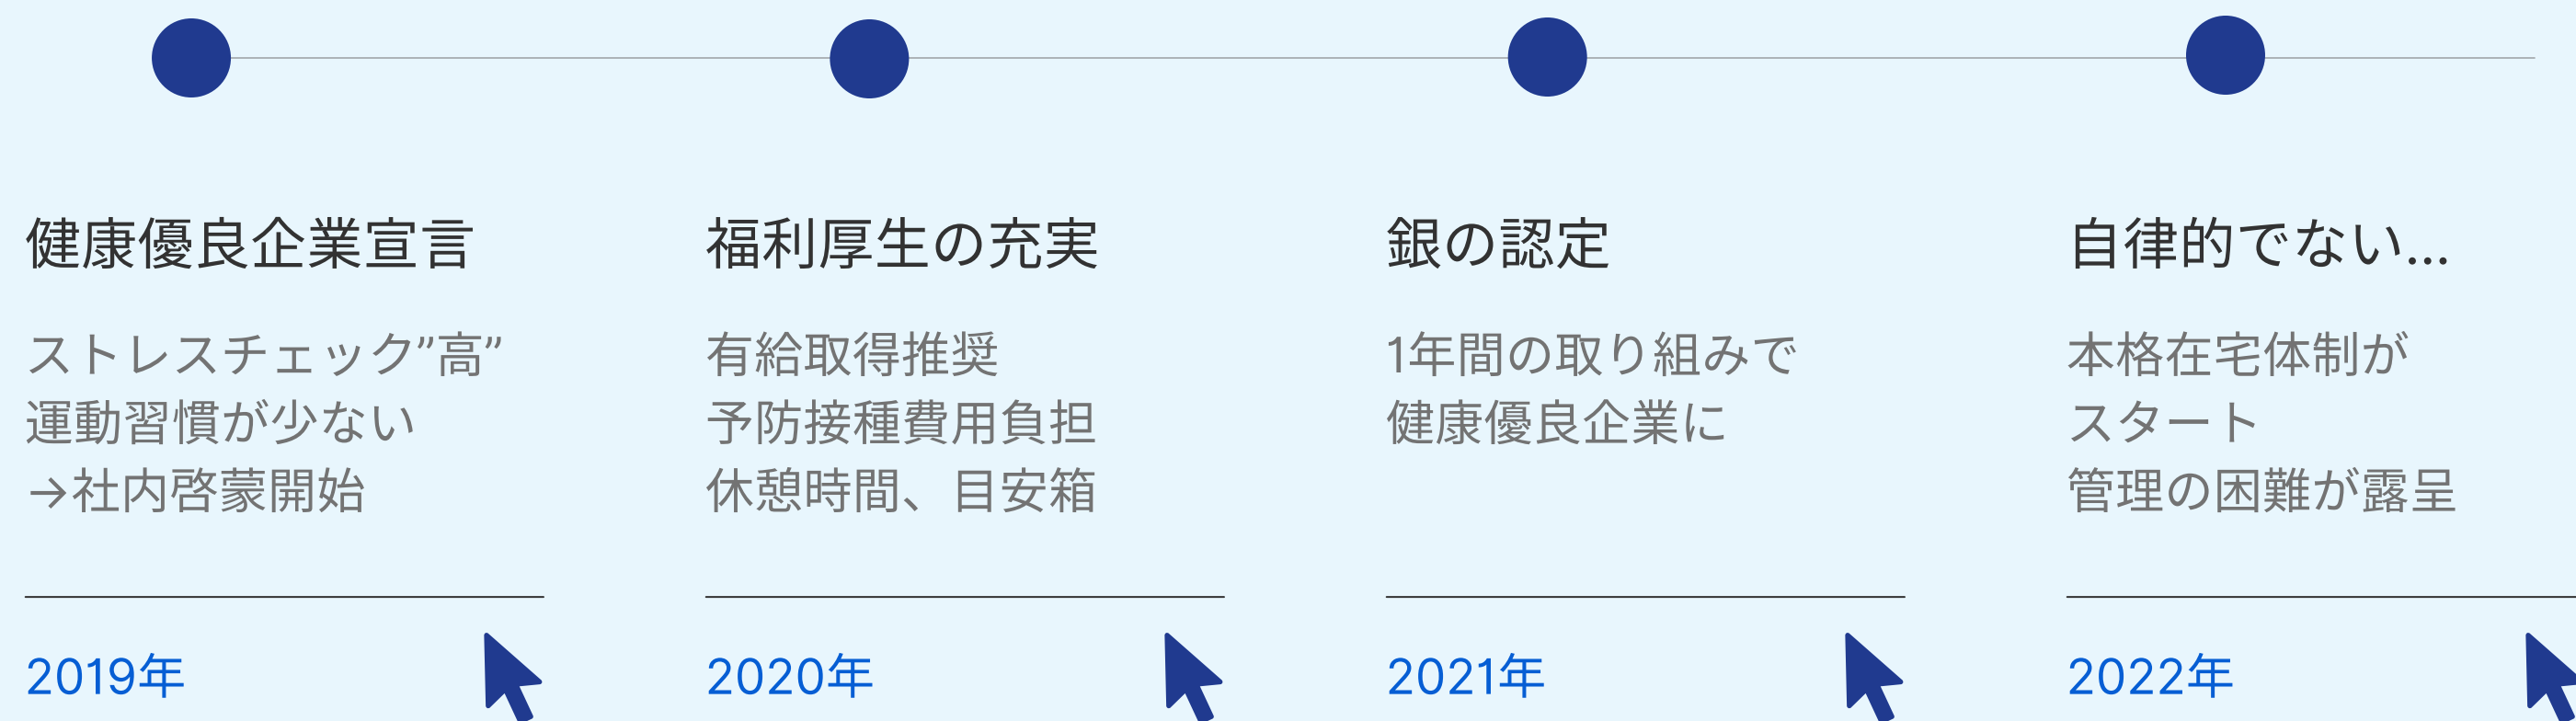 健康優良企業宣言
ストレスチェック”高”
運動習慣が少ない
→社内啓蒙開始
2019年
福利厚生の充実
有給取得推奨
予防接種費用負担
休憩時間、目安箱
2020年
銀の認定
1年間の取り組みで
健康優良企業に
2021年
自律的でない...
本格在宅体制が
スタート
管理の困難が露呈
2022年